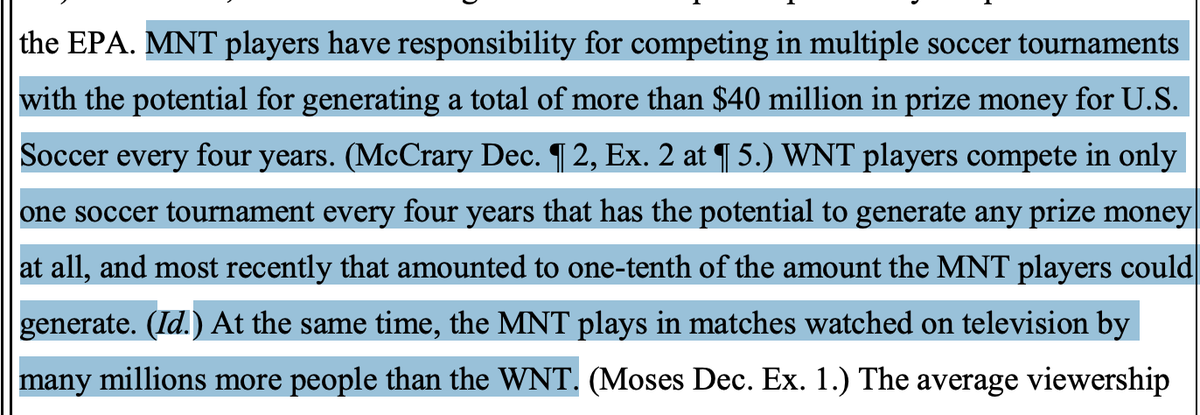 the EPA. MNT players have responsibility for competing in multiple soccer tournaments
with the potential for generating a total of more than $40 million in prize money for U.S.
Soccer every four years. (McCrary Dec. ¶ 2, Ex. 2 at ¶ 5.) WNT players compete in only
one soccer tournament every four years that has the potential to generate any prize money
at all, and most recently that amounted to one-tenth of the amount the MNT players could
generate. (Id.) At the same time, the MNT plays in matches watched on television by
many millions more people than the WNT. (Moses Dec. Ex. 1.) The average viewership